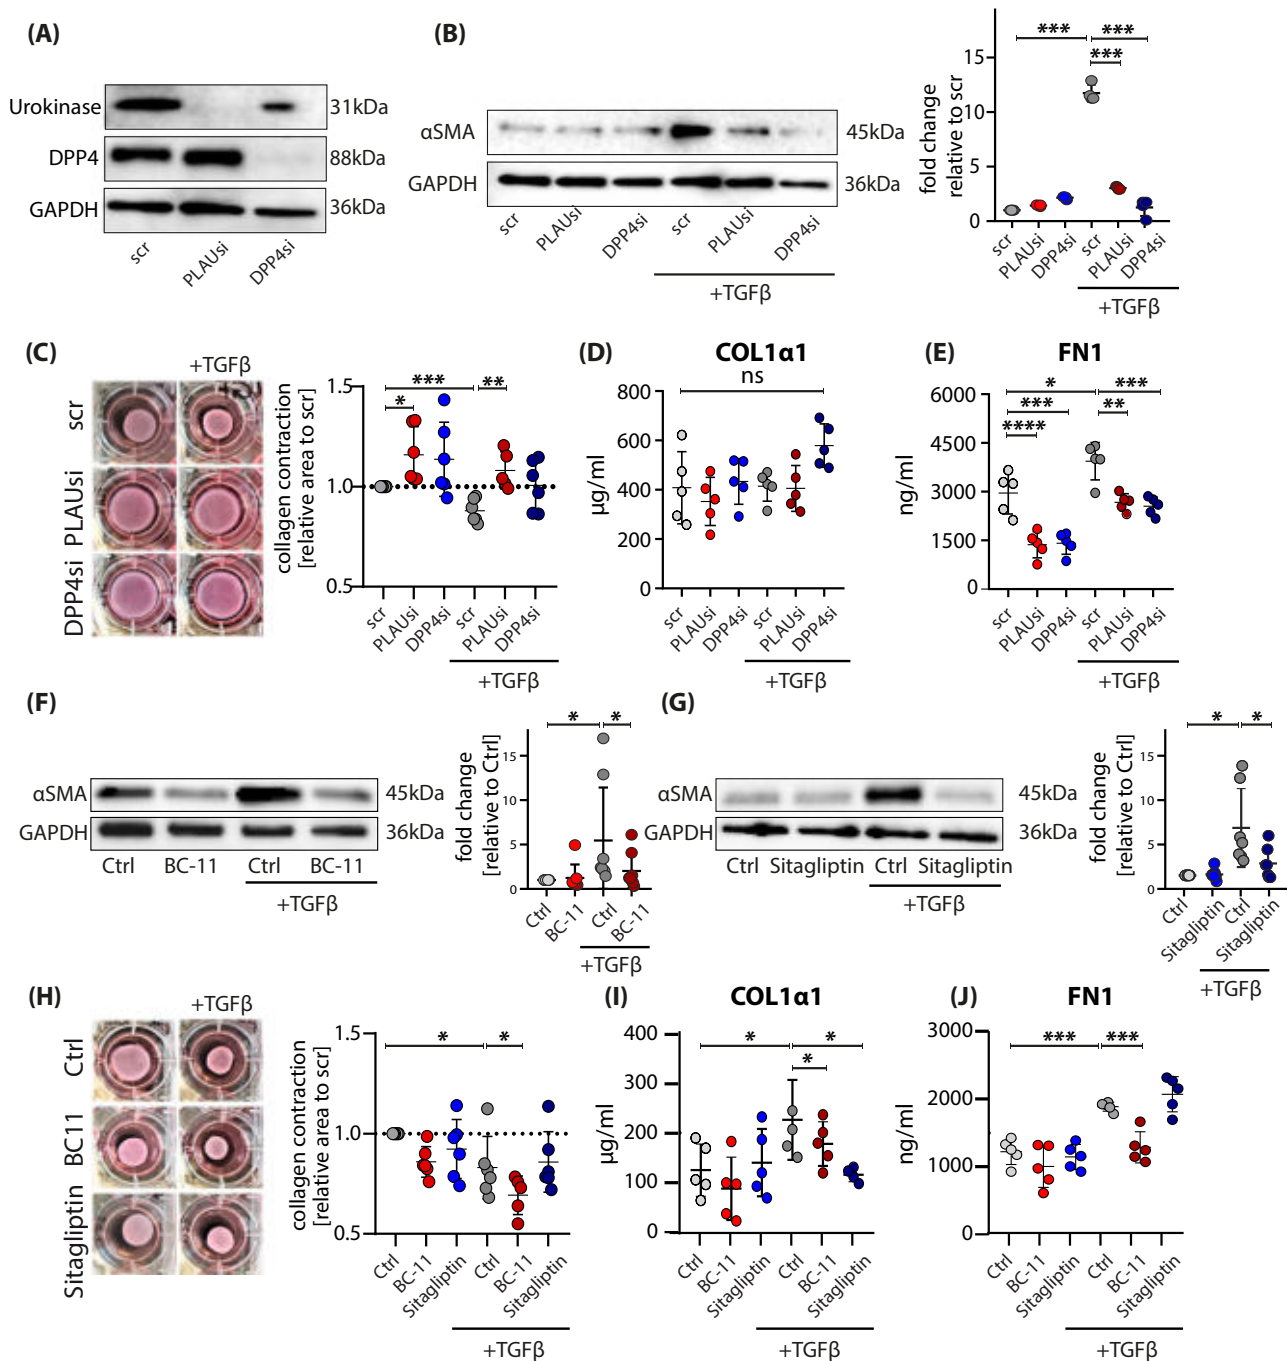 (A)
Urokinase 31kDa
DPP4 88kDa
GAPDH 36kDa
scr PLAUsi DPP4si
(B)
αSMA 45kDa
GAPDH 36kDa
scr PLAUsi DPP4si scr PLAUsi DPP4si
+TGFβ
fold change
relative to scr
15
10
5
0
***
***
***
scr PLAUsi DPP4si scr PLAUsi DPP4si
+TGFβ
(C)
+TGFβ
scr
PLAUsi
DPP4si
collagen contraction
[relative area to scr]
1.5
1.0
0.5
*** **
*
scr PLAUsi DPP4si scr PLAUsi DPP4si
+TGFβ
(D) COL1α1
ns
µg/ml
800
600
400
200
0
scr PLAUsi DPP4si scr PLAUsi DPP4si
+TGFβ
(E) FN1
ng/ml
6000
4500
3000
1500
0
* ***
*** **
****
scr PLAUsi DPP4si scr PLAUsi DPP4si
+TGFβ
(F)
αSMA 45kDa
GAPDH 36kDa
Ctrl BC-11 Ctrl BC-11
+TGFβ
fold change
[relative to Ctrl]
15
10
5
0
* *
Ctrl BC-11 Ctrl BC-11
+TGFβ
(G)
αSMA 45kDa
GAPDH 36kDa
Ctrl Sitagliptin Ctrl Sitagliptin
+TGFβ
fold change
[relative to Ctrl]
15
10
5
0
* *
Ctrl Sitagliptin Ctrl Sitagliptin
+TGFβ
(H)
+TGFβ
Ctrl
BC11
Sitagliptin
collagen contraction
[relative area to scr]
1.5
1.0
0.5
* *
Ctrl BC-11 Sitagliptin Ctrl BC-11 Sitagliptin
+TGFβ
(I) COL1α1
µg/ml
400
300
200
100
0
* *
*
Ctrl BC-11 Sitagliptin Ctrl BC-11 Sitagliptin
+TGFβ
(J) FN1
ng/ml
3000
2000
1000
0
*** ***
Ctrl BC-11 Sitagliptin Ctrl BC-11 Sitagliptin
+TGFβ